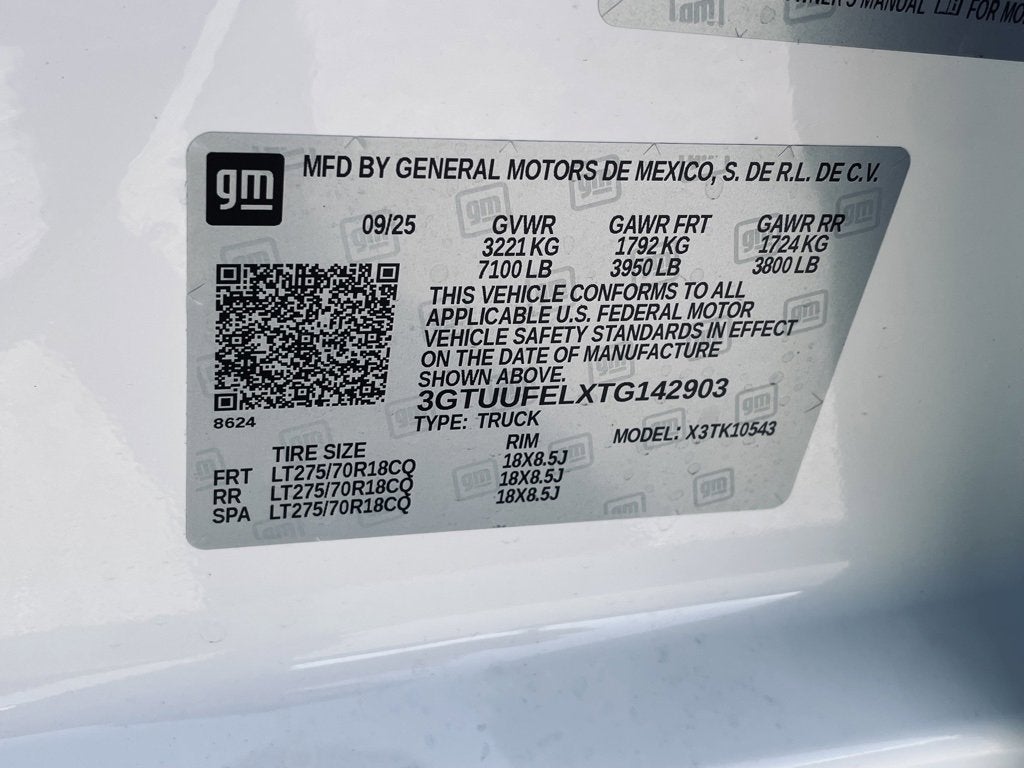 MANUAL FOR
gm MFD BY GENERAL MOTORS DE MEXICO, S. DE R.L. DE C.V.
09/25 GVWR GAWR FRT GAWR RR
3221 KG 1792 KG 1724 KG
7100 LB 3950 LB 3800 LB
THIS VEHICLE CONFORMS TO ALL
APPLICABLE U.S. FEDERAL MOTOR
VEHICLE SAFETY STANDARDS IN EFFECT
ON THE DATE OF MANUFACTURE
SHOWN ABOVE.
3GTUUFELXTG142903
8624 TYPE: TRUCK MODEL: X3TK10543
TIRE SIZE RIM
FRT LT275/70R18CQ 18X8.5J
RR LT275/70R18CQ 18X8.5J
SPA LT275/70R18CQ 18X8.5J